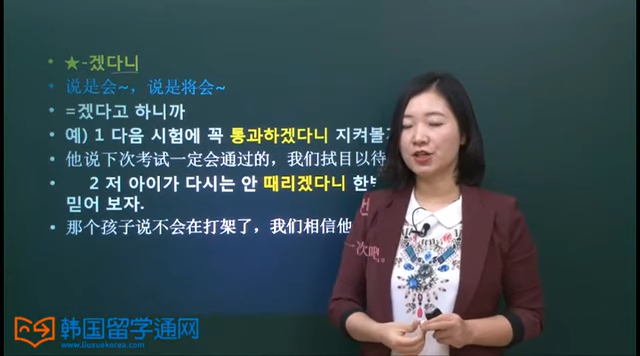 ★-겠다니
说是会~，说是将会~
=겠다고 하니까
예) 1 다음 시험에 꼭 통과하겠다니 지켜볼
他说下次考试一定会通过的，我们拭目以待
2 저 아이가 다시는 안 때리겠다니 한번
믿어 보자.
那个孩子说不会在打架了，我们相信他一次吧。
韩国留学通网
www.liuxuekorea.com